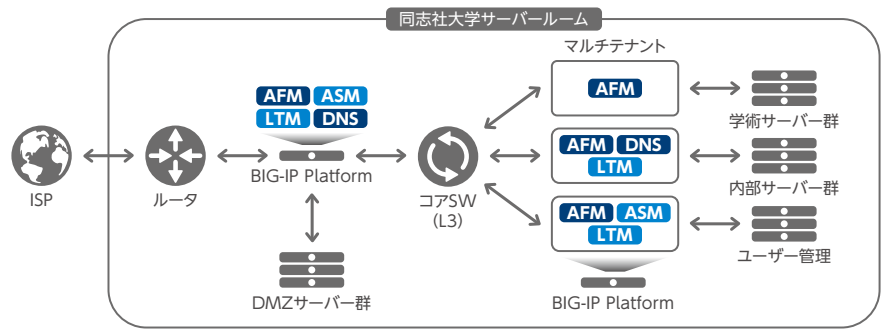 同志社大学サーバールーム
マルチテナント
AFM ASM
LTM DNS
BIG-IP Platform
ISP
ルータ
コアSW
(L3)
DMZサーバー群
AFM
学術サーバー群
AFM DNS
LTM
内部サーバー群
AFM ASM
LTM
ユーザー管理
BIG-IP Platform